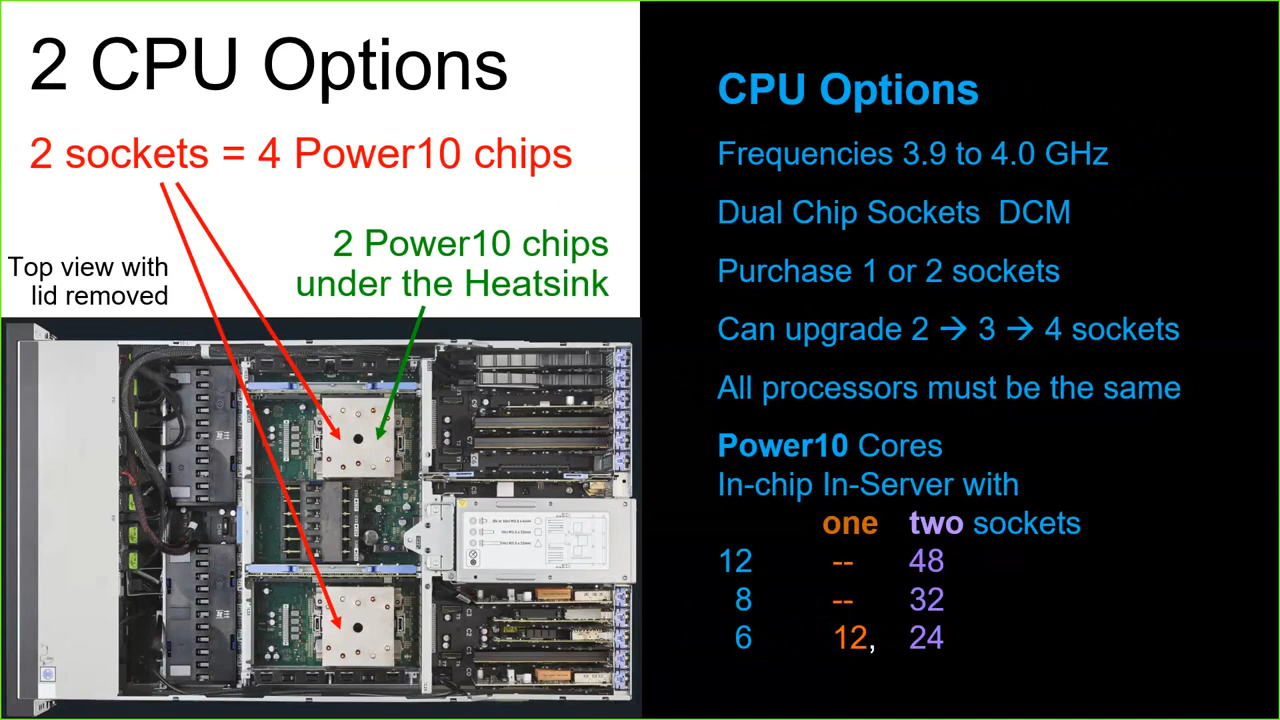 2 CPU Options
2 sockets = 4 Power10 chips
2 Power10 chips
under the Heatsink
Top view with
lid removed
CPU Options
Frequencies 3.9 to 4.0 GHz
Dual Chip Sockets DCM
Purchase 1 or 2 sockets
Can upgrade 2 → 3 → 4 sockets
All processors must be the same
Power10 Cores
In-chip In-Server with
one two sockets
12 -- 48
8 -- 32
6 12, 24